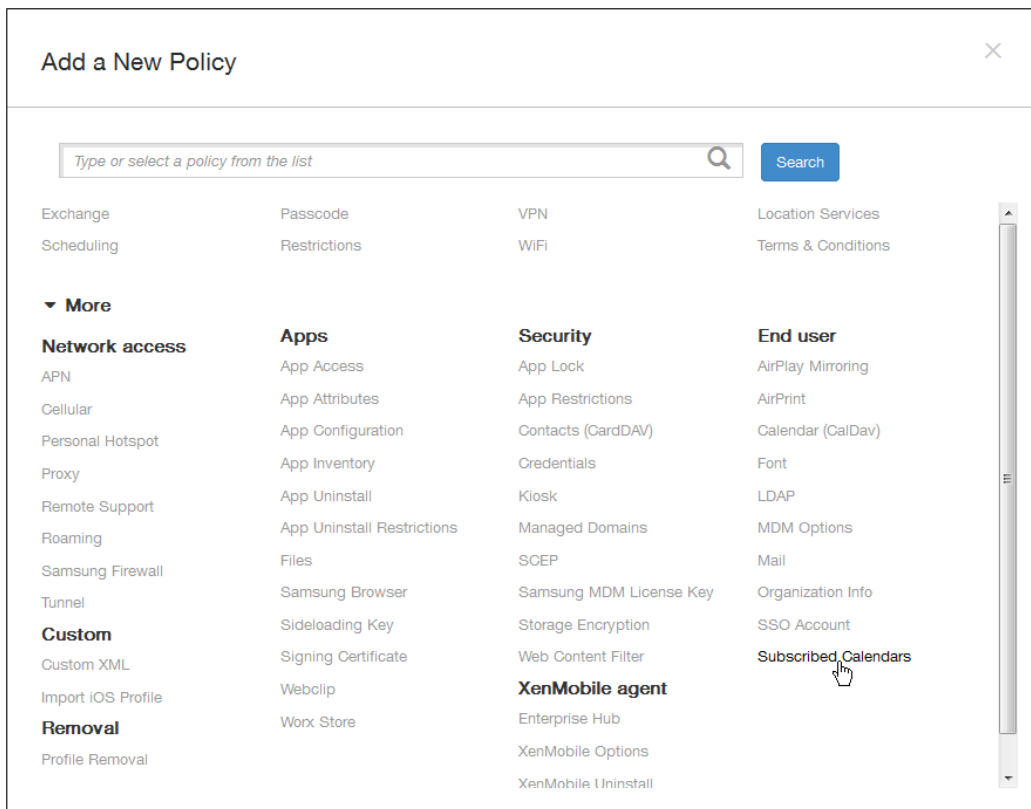 Add a New Policy
Type or select a policy from the list
Search
Exchange
Passcode
VPN
Location Services
Scheduling
Restrictions
WiFi
Terms & Conditions
More
Network access
APN
Cellular
Personal Hotspot
Proxy
Remote Support
Roaming
Samsung Firewall
Tunnel
Custom
Custom XML
Import iOS Profile
Removal
Profile Removal
Apps
App Access
App Attributes
App Configuration
App Inventory
App Uninstall
App Uninstall Restrictions
Files
Samsung Browser
Sideloading Key
Signing Certificate
Webclip
Worx Store
Security
App Lock
App Restrictions
Contacts (CardDAV)
Credentials
Kiosk
Managed Domains
SCEP
Samsung MDM License Key
Storage Encryption
Web Content Filter
XenMobile agent
Enterprise Hub
XenMobile Options
XenMobile Uninstall
End user
AirPlay Mirroring
AirPrint
Calendar (CalDav)
Font
LDAP
MDM Options
Mail
Organization Info
SSO Account
Subscribed Calendars